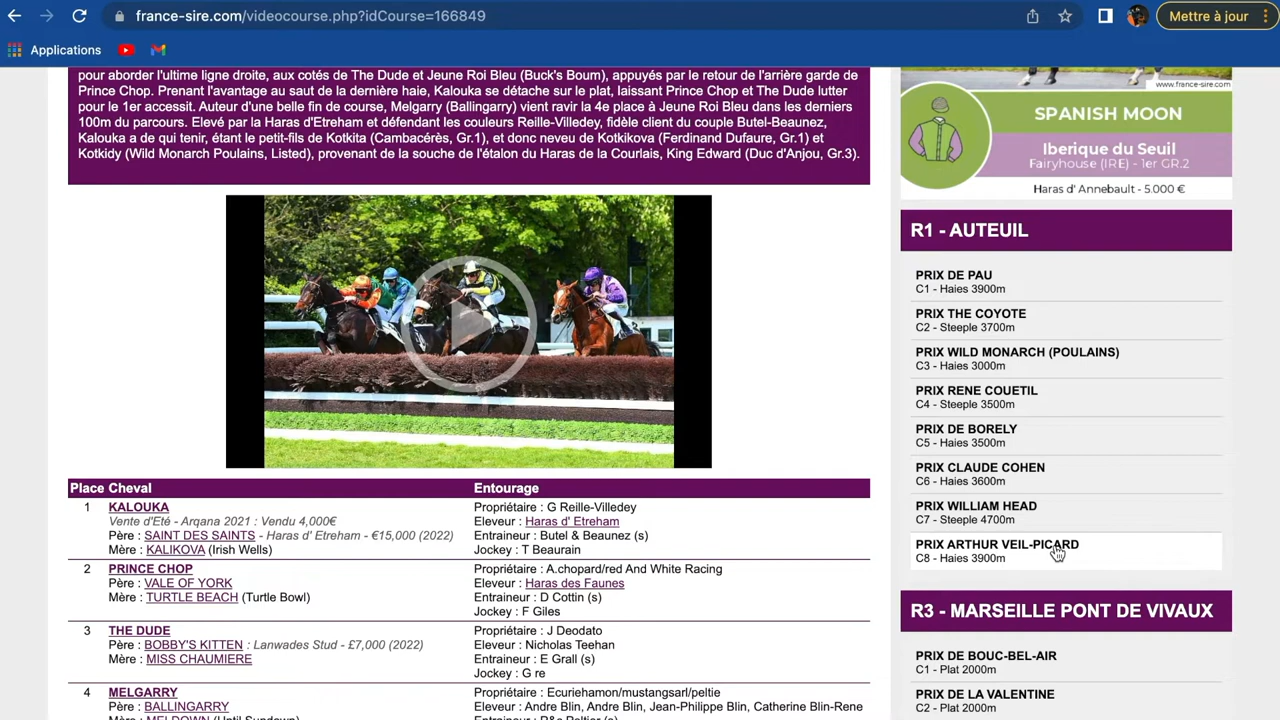 france-sire.com/videocourse.php?idCourse=166849
Mettre à jour
Applications
pour aborder l'ultime ligne droite, aux cotés de The Dude et Jeune Roi Bleu (Buck's Boum), appuyés par le retour de l'arrière garde de
Prince Chop. Prenant l'avantage au saut de la dernière haie, Kalouka se détache sur le plat, laissant Prince Chop et The Dude lutter
pour le 1er accessit. Auteur d'une belle fin de course, Melgarry (Ballingarry) vient ravir la 4e place à Jeune Roi Bleu dans les derniers
100m du parcours. Elevé par la Haras d'Etreham et défendant les couleurs Reille-Villedey, fidèle client du couple Butel-Beaunez,
Kalouka a de qui tenir, étant le petit-fils de Kotkita (Cambacérès, Gr.1), et donc neveu de Kotkikova (Ferdinand Dufaure, Gr.1) et
Kotkidy (Wild Monarch Poulains, Listed), provenant de la souche de l'étalon du Haras de la Courlais, King Edward (Duc d'Anjou, Gr.3).
Place Cheval Entourage
1 KALOUKA Propriétaire : G Reille-Villedey
Vente d'Eté - Arqana 2021 : Vendu 4,000€ Eleveur : Haras d' Etreham
Père : SAINT DES SAINTS - Haras d' Etreham - €15,000 (2022) Entraineur : Butel & Beaunez (s)
Mère : KALIKOVA (Irish Wells) Jockey : T Beaurain
2 PRINCE CHOP Propriétaire : A.chopard/red And White Racing
Père : VALE OF YORK Eleveur : Haras des Faunes
Mère : TURTLE BEACH (Turtle Bowl) Entraineur : D Cottin (s)
Jockey : F Giles
3 THE DUDE Propriétaire : J Deodato
Père : BOBBY'S KITTEN : Lanwades Stud - £7,000 (2022) Eleveur : Nicholas Teehan
Mère : MISS CHAUMIERE Entraineur : E Grall (s)
Jockey : G re
4 MELGARRY Propriétaire : Ecuriehamon/mustangsarl/peltie
Père : BALLINGARRY Eleveur : Andre Blin, Andre Blin, Jean-Philippe Blin, Catherine Blin-Rene
Mère : MELDOWN (Until Sundown) Entraineur : R&c Peltier (s)
www.france-sire.com
SPANISH MOON
Iberique du Seuil
Fairyhouse (IRE) - 1er GR.2
Haras d' Annebault - 5.000 €
R1 - AUTEUIL
PRIX DE PAU
C1 - Haies 3900m
PRIX THE COYOTE
C2 - Steeple 3700m
PRIX WILD MONARCH (POULAINS)
C3 - Haies 3000m
PRIX RENE COUETIL
C4 - Steeple 3500m
PRIX DE BORELY
C5 - Haies 3500m
PRIX CLAUDE COHEN
C6 - Haies 3600m
PRIX WILLIAM HEAD
C7 - Steeple 4700m
PRIX ARTHUR VEIL-PICARD
C8 - Haies 3900m
R3 - MARSEILLE PONT DE VIVAUX
PRIX DE BOUC-BEL-AIR
C1 - Plat 2000m
PRIX DE LA VALENTINE
C2 - Plat 2000m